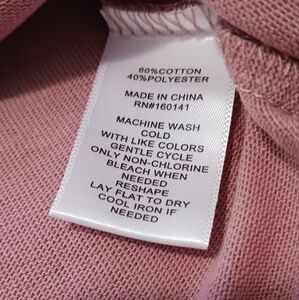 60%COTTON
40%POLYESTER
MADE IN CHINA
RN#160141
MACHINE WASH
COLD
WITH LIKE COLORS
GENTLE CYCLE
ONLY NON-CHLORINE
BLEACH WHEN
NEEDED
RESHAPE
LAY FLAT TO DRY
COOL IRON IF
NEEDED